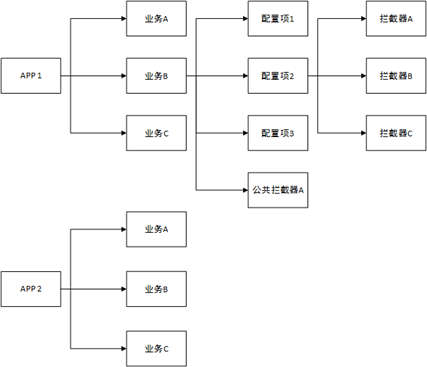 业务A
配置项1
拦截器A
APP 1
业务B
配置项2
拦截器B
业务C
配置项3
拦截器C
公共拦截器A
业务A
APP 2
业务B
业务C